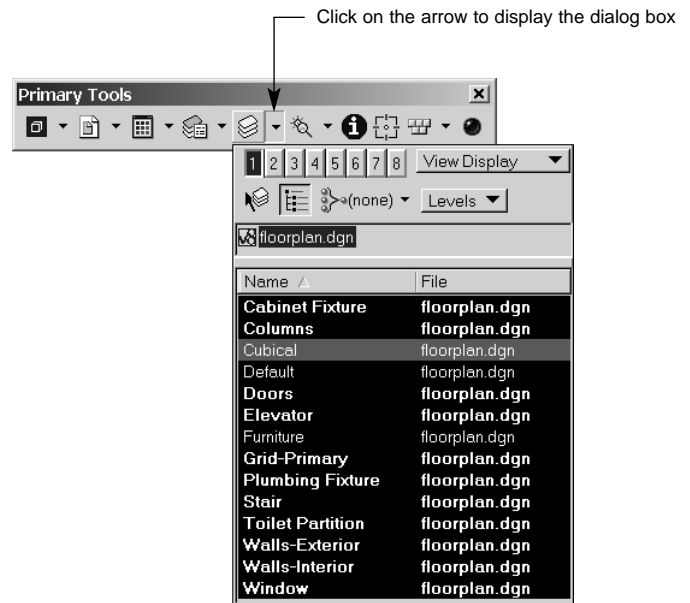 Click on the arrow to display the dialog box
Primary Tools
1 2 3 4 5 6 7 8 View Display
(none) Levels
floorplan.dgn
Name File
Cabinet Fixture floorplan.dgn
Columns floorplan.dgn
Cubical floorplan.dgn
Default floorplan.dgn
Doors floorplan.dgn
Elevator floorplan.dgn
Furniture floorplan.dgn
Grid-Primary floorplan.dgn
Plumbing Fixture floorplan.dgn
Stair floorplan.dgn
Toilet Partition floorplan.dgn
Walls-Exterior floorplan.dgn
Walls-Interior floorplan.dgn
Window floorplan.dgn